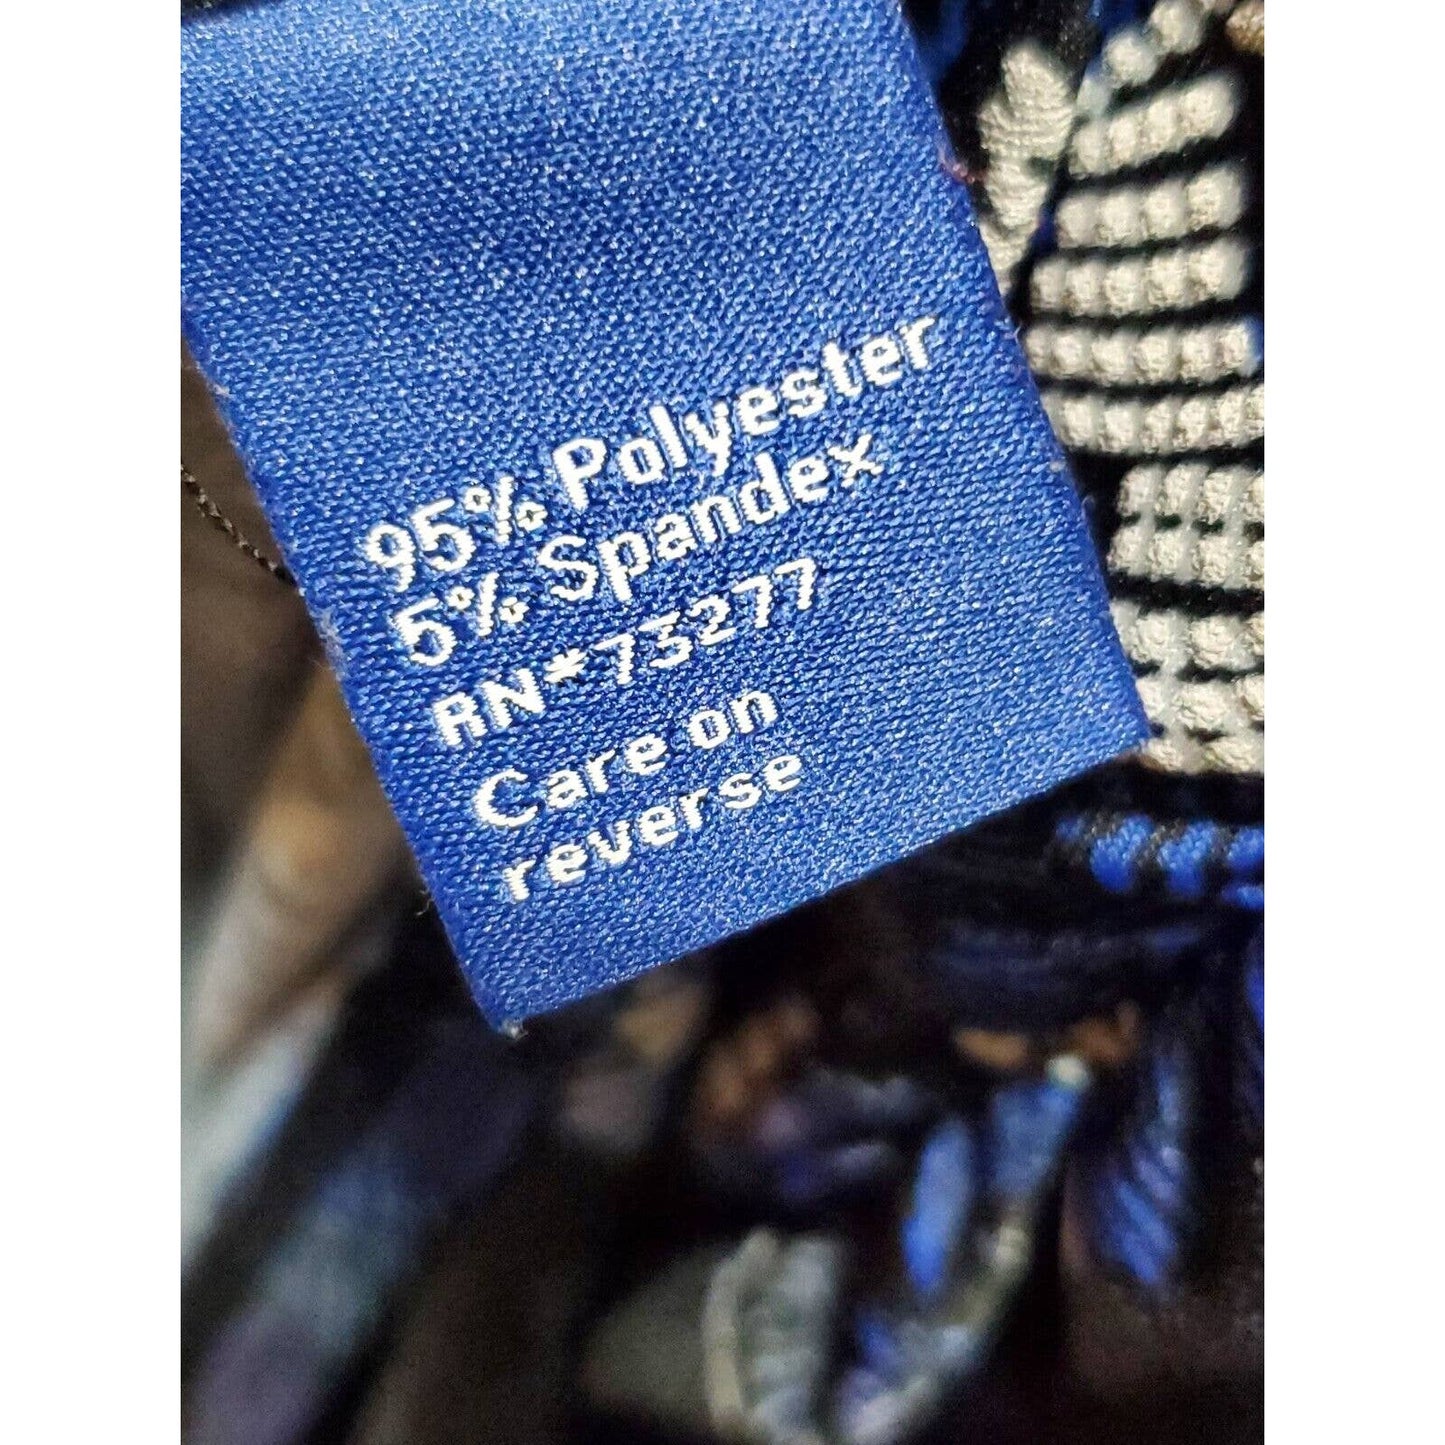 95% Polyester
5% Spandex
RN*73277
Care on
reverse